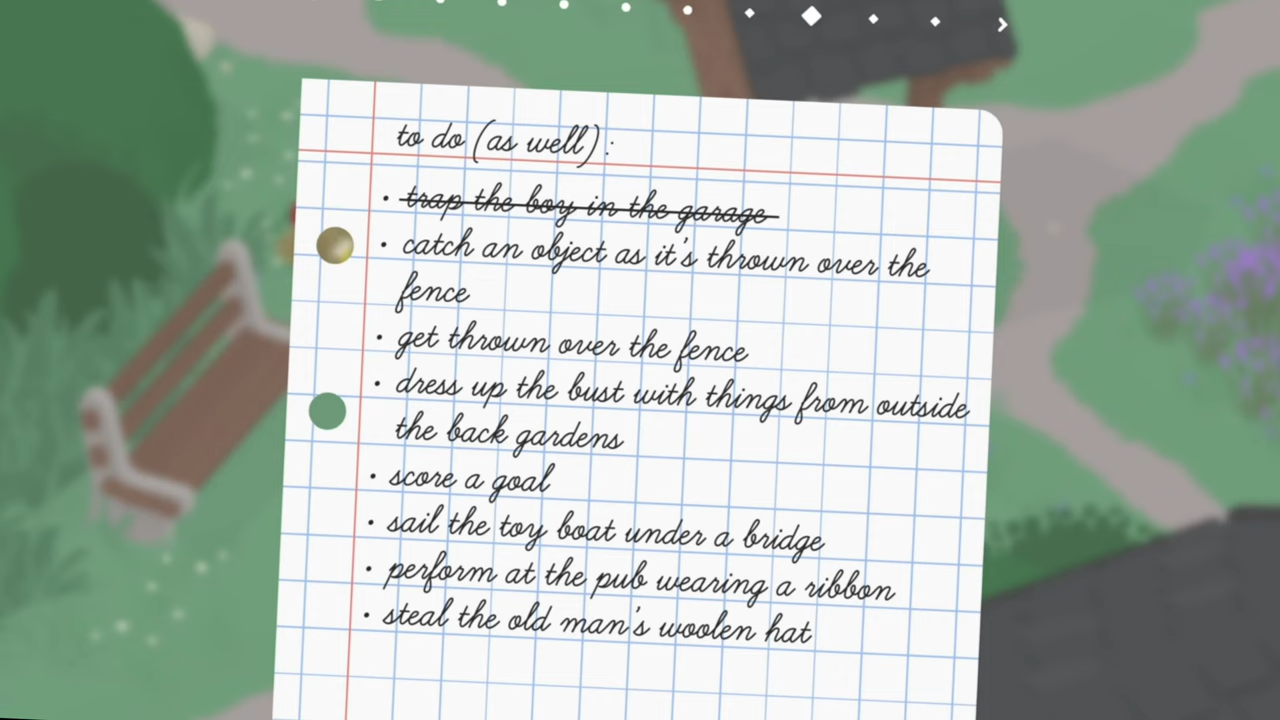 to do (as well):
• trap the boy in the garage
• catch an object as it's thrown over the
fence
• get thrown over the fence
• dress up the bust with things from outside
the back gardens
• score a goal
• sail the toy boat under a bridge
• perform at the pub wearing a ribbon
• steal the old man's woolen hat